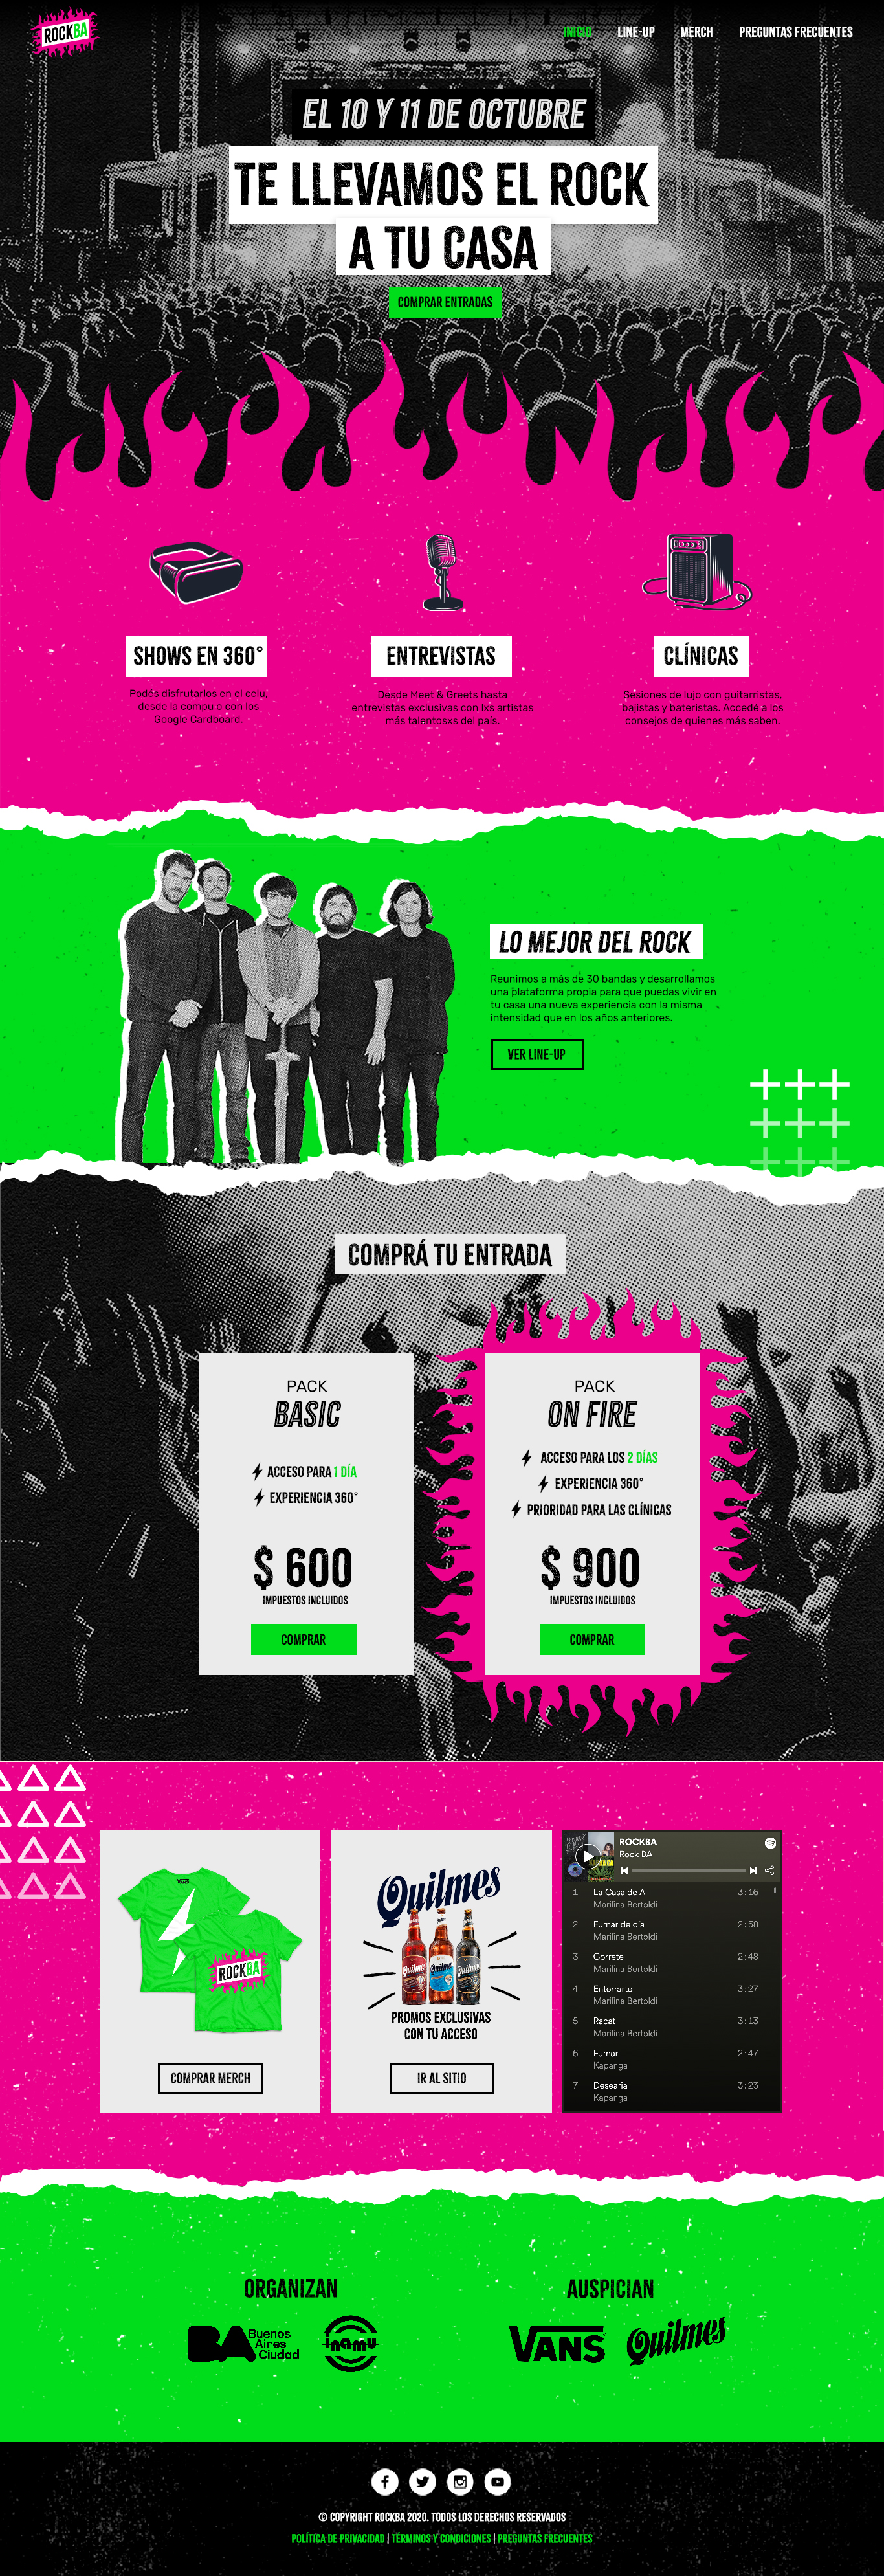 ROCKBA
INICIO
LINE-UP
MERCH
PREGUNTAS FRECUENTES
EL 10 Y 11 DE OCTUBRE
TE LLEVAMOS EL ROCK
A TU CASA
COMPRAR ENTRADAS
SHOWS EN 360°
Podés disfrutarlos en el celu,
desde la compu o con los
Google Cardboard.
ENTREVISTAS
Desde Meet & Greets hasta
entrevistas exclusivas con lxs artistas
más talentosxs del país.
CLÍNICAS
Sesiones de lujo con guitarristas,
bajistas y bateristas. Accedé a los
consejos de quienes más saben.
LO MEJOR DEL ROCK
Reunimos a más de 30 bandas y desarrollamos
una plataforma propia para que puedas vivir en
tu casa una nueva experiencia con la misma
intensidad que en los años anteriores.
VER LINE-UP
COMPRÁ TU ENTRADA
PACK
BASIC
ACCESO PARA 1 DÍA
EXPERIENCIA 360°
$ 600
IMPUESTOS INCLUIDOS
COMPRAR
PACK
ON FIRE
ACCESO PARA LOS 2 DÍAS
EXPERIENCIA 360°
PRIORIDAD PARA LAS CLÍNICAS
$ 900
IMPUESTOS INCLUIDOS
COMPRAR
VANS
ROCKBA
COMPRAR MERCH
Quilmes
Quilmes
Quilmes
Quilmes
PROMOS EXCLUSIVAS
CON TU ACCESO
IR AL SITIO
KAPANGA
ROCKBA
Rock BA
1 La Casa de A 3:16
Marilina Bertoldi
2 Fumar de día 2:58
Marilina Bertoldi
3 Correte 2:48
Marilina Bertoldi
4 Enterrarte 3:27
Marilina Bertoldi
5 Racat 3:13
Marilina Bertoldi
6 Fumar 2:47
Kapanga
7 Desearia 3:23
Kapanga
ORGANIZAN
BA Buenos
Aires
Ciudad
inamu
AUSPICIAN
VANS
Quilmes
© COPYRIGHT ROCKBA 2020. TODOS LOS DERECHOS RESERVADOS
POLÍTICA DE PRIVACIDAD | TÉRMINOS Y CONDICIONES | PREGUNTAS FRECUENTES